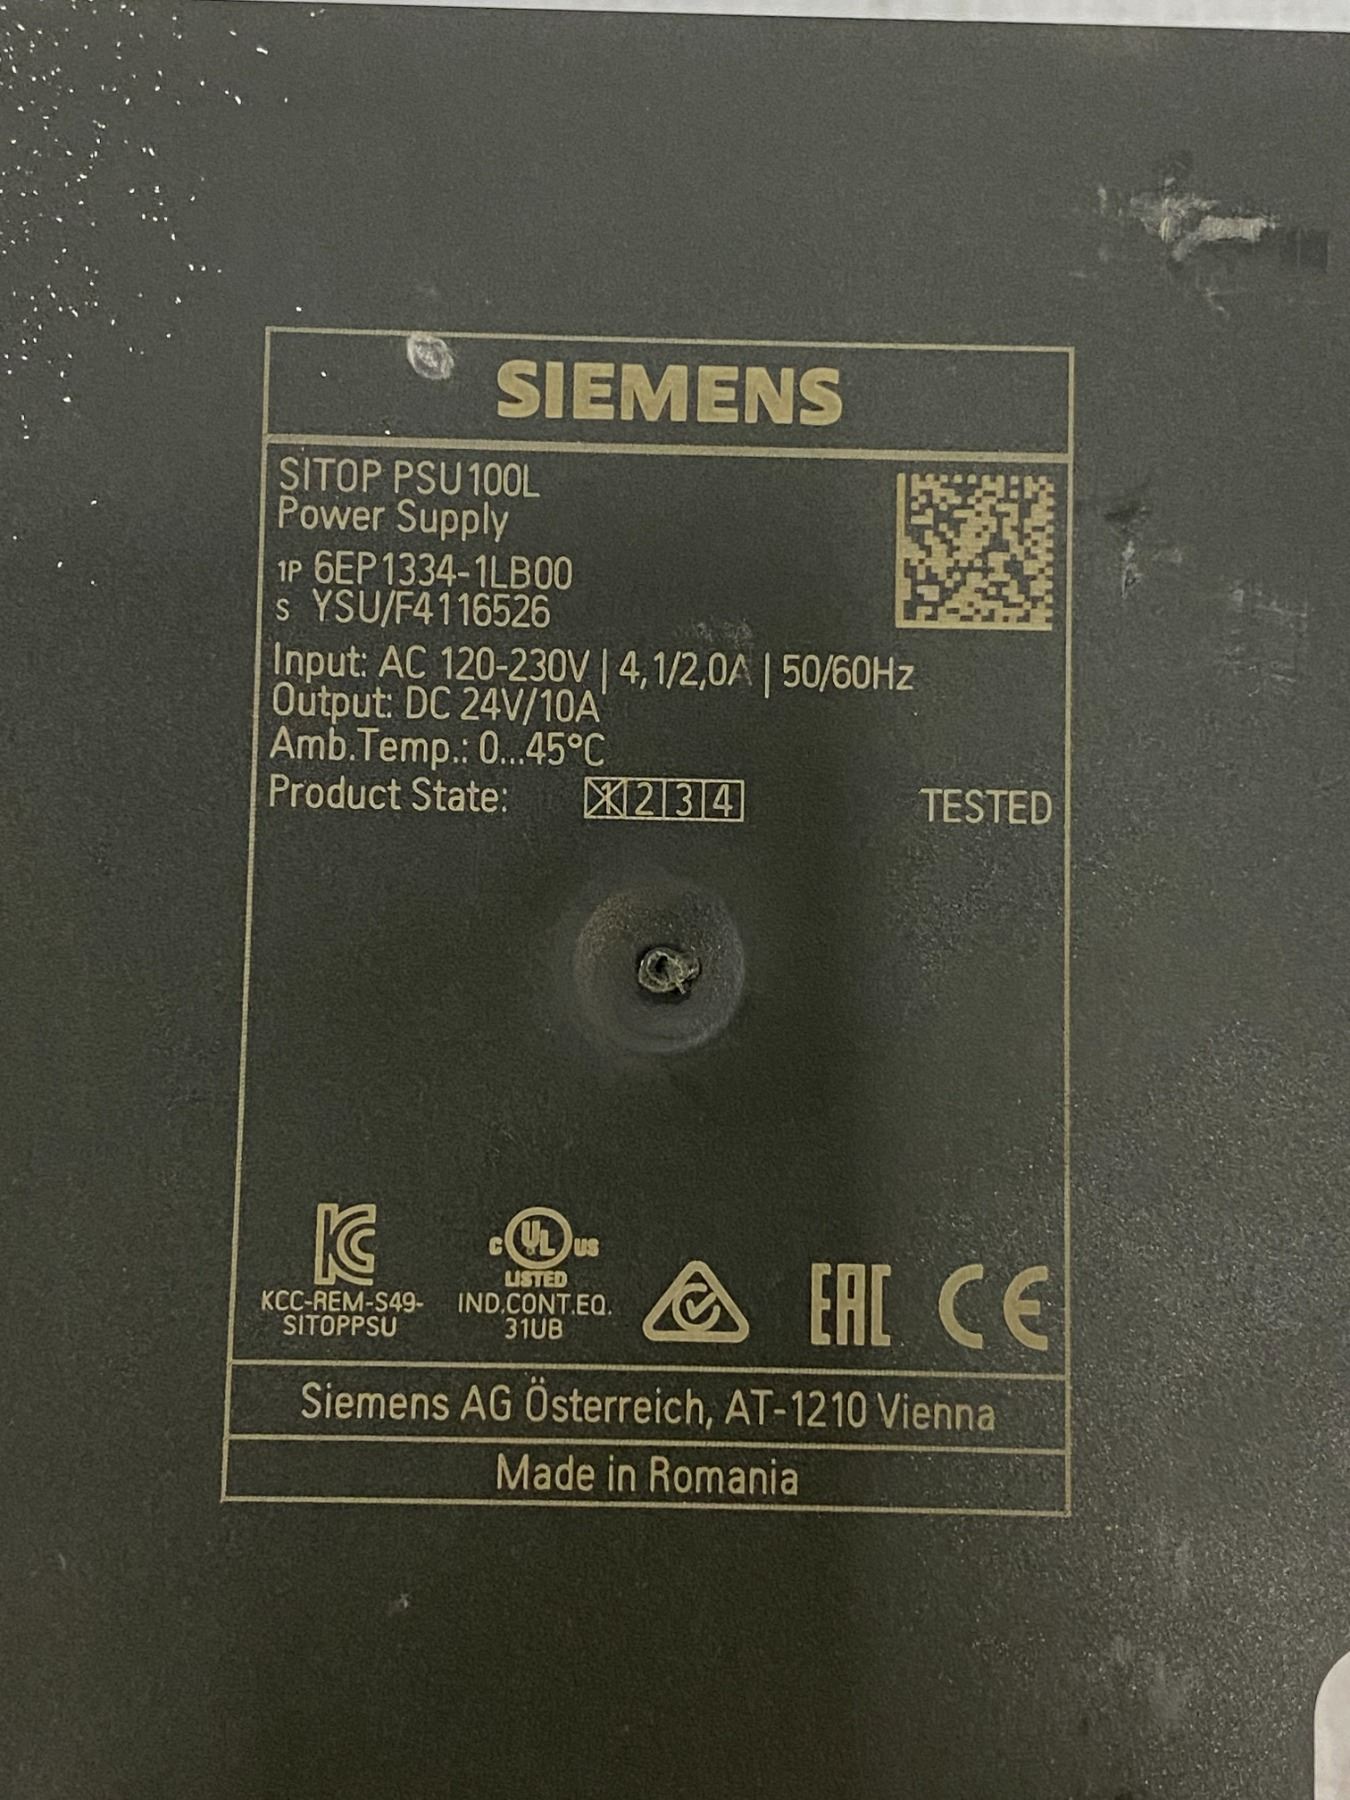 SIEMENS
SITOP PSU100L
Power Supply
1P 6EP1334-1LB00
S YSU/F4116526
Input: AC 120-230V | 4,1/2,0A | 50/60Hz
Output: DC 24V/10A
Amb.Temp.: 0...45°C
Product State: 1 2 3 4 TESTED
KCC-REM-S49-
SITOPPSU
C UL US
LISTED
IND.CONT.EQ.
31UB
EAC CE
Siemens AG Österreich, AT-1210 Vienna
Made in Romania